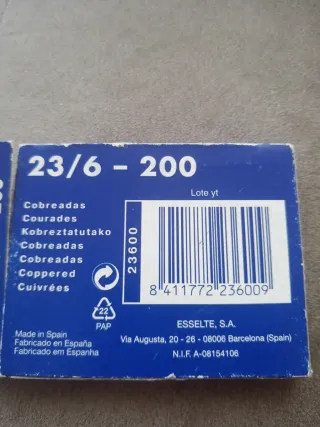 23/6 - 200
Lote yt
Cobreadas
Courades
Kobreztatutako
Cobreadas
Cobreadas
Coppered
Cuivrées
23600
8 411772 236009
22
PAP
Made in Spain
Fabricado en España
Fabricado em Espanha
ESSELTE, S.A.
Via Augusta, 20 - 26 - 08006 Barcelona (Spain)
N.I.F. A-08154106